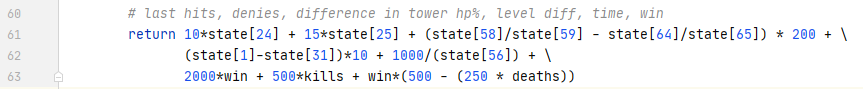 60 # last hits, denies, difference in tower hp%, level diff, time, win
61 return 10*state[24] + 15*state[25] + (state[58]/state[59] - state[64]/state[65]) * 200 + \
62 (state[1]-state[31])*10 + 1000/(state[56]) + \
63 2000*win + 500*kills + win*(500 - (250 * deaths))